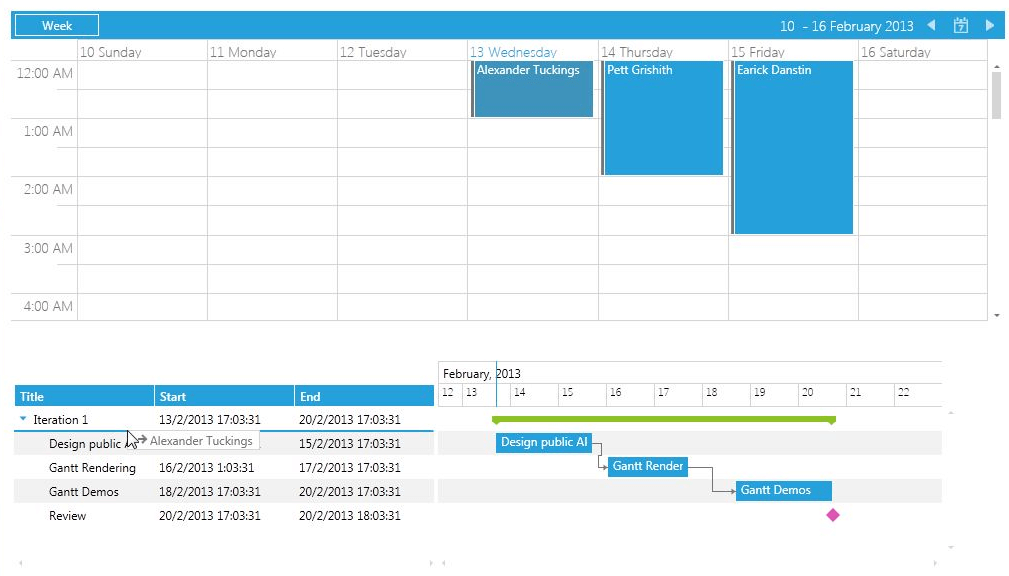 Week
10 - 16 February 2013
7
10 Sunday 11 Monday 12 Tuesday 13 Wednesday 14 Thursday 15 Friday 16 Saturday
12:00 AM
Alexander Tuckings Pett Grishith Earick Danstin
1:00 AM
2:00 AM
3:00 AM
4:00 AM
February, 2013
Title Start End
12 13 14 15 16 17 18 19 20 21 22
Iteration 1 13/2/2013 17:03:31 20/2/2013 17:03:31
Design public 15/2/2013 17:03:31
Alexander Tuckings
Design public AI
Gantt Rendering 16/2/2013 1:03:31 17/2/2013 17:03:31
Gantt Render
Gantt Demos 18/2/2013 17:03:31 20/2/2013 17:03:31
Gantt Demos
Review 20/2/2013 17:03:31 20/2/2013 18:03:31